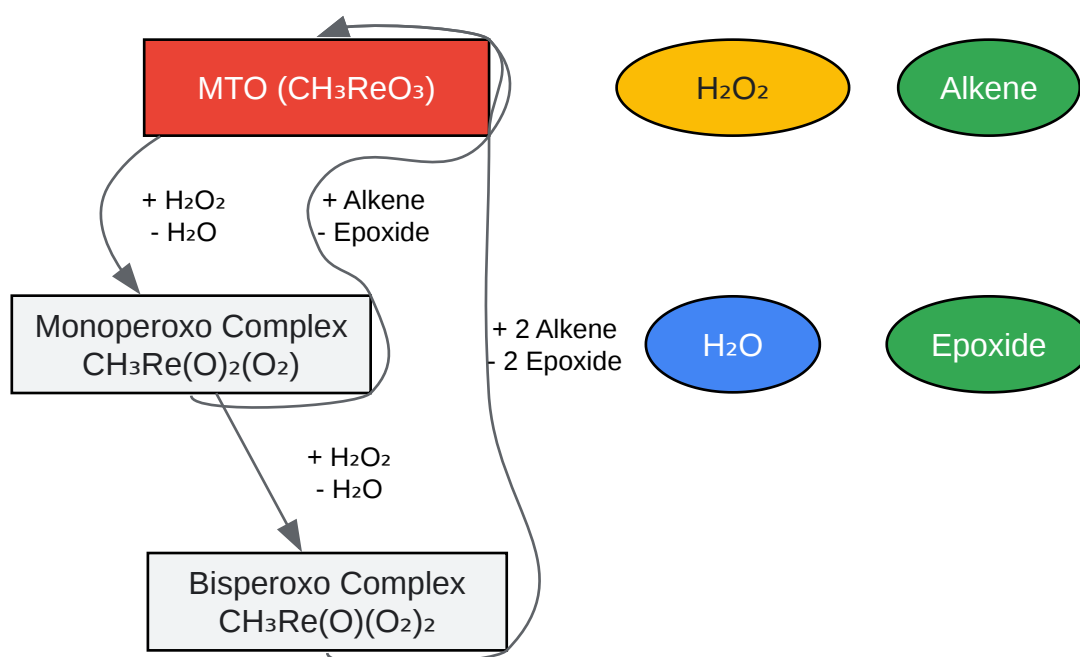 MTO (CH₃ReO₃)
H₂O₂
Alkene
+ H₂O₂
- H₂O
+ Alkene
- Epoxide
Monoperoxo Complex
CH₃Re(O)₂(O₂)
+ 2 Alkene
- 2 Epoxide
H₂O
Epoxide
+ H₂O₂
- H₂O
Bisperoxo Complex
CH₃Re(O)(O₂)₂